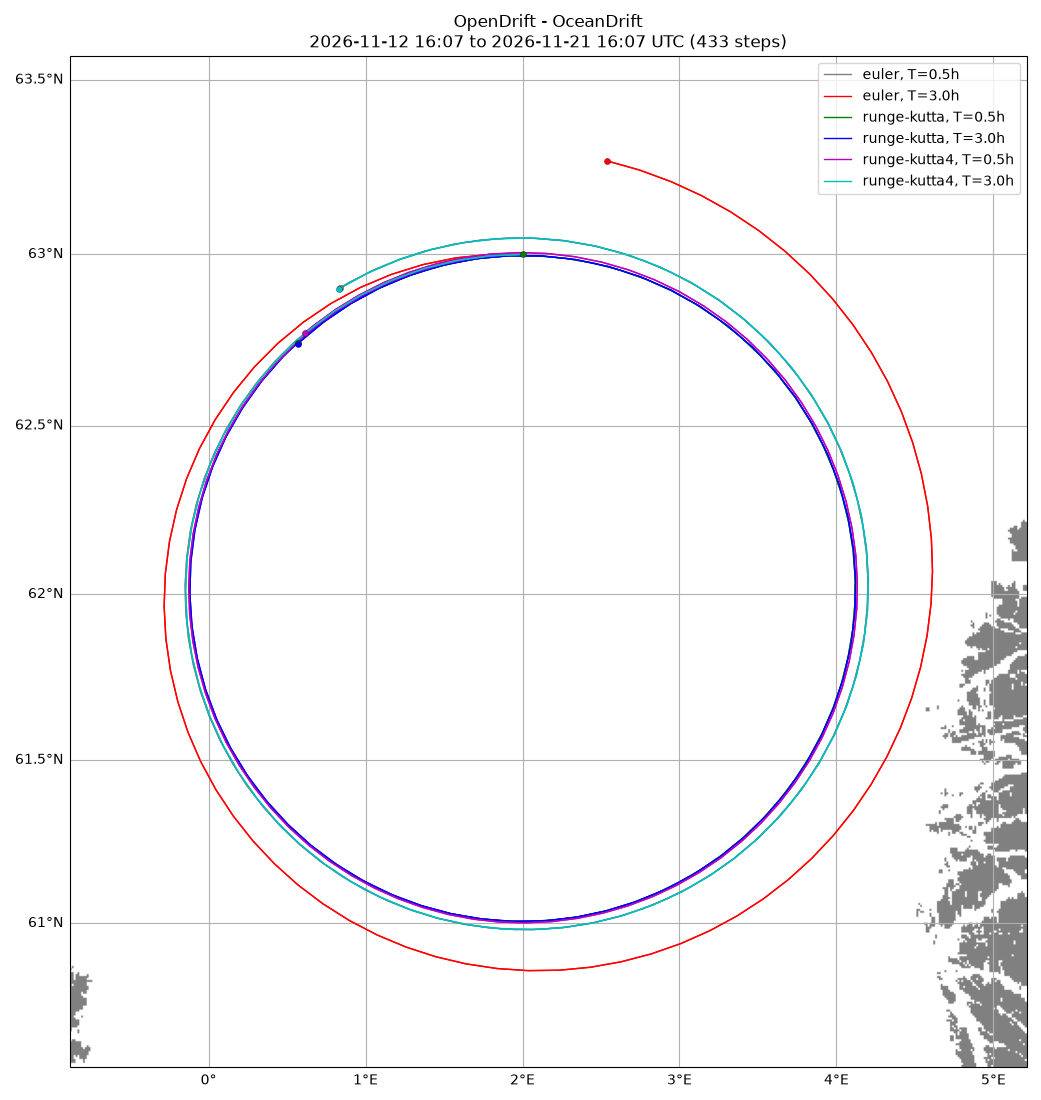 OpenDrift - OceanDrift
2026-11-12 16:07 to 2026-11-21 16:07 UTC (433 steps)
euler, T=0.5h
euler, T=3.0h
runge-kutta, T=0.5h
runge-kutta, T=3.0h
runge-kutta4, T=0.5h
runge-kutta4, T=3.0h
63.5°N
63°N
62.5°N
62°N
61.5°N
61°N
0°
1°E
2°E
3°E
4°E
5°E